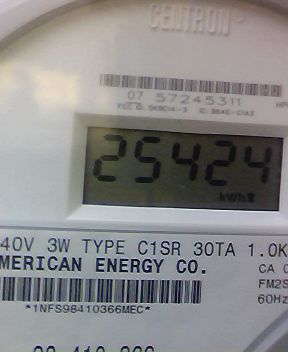 CENTRON®
07 57245311
25424
kWh
40V 3W TYPE C1SR 30TA 1.0K
MERICAN ENERGY CO.
CA 0
FM2S
60Hz
*1NFS98410366MEC*